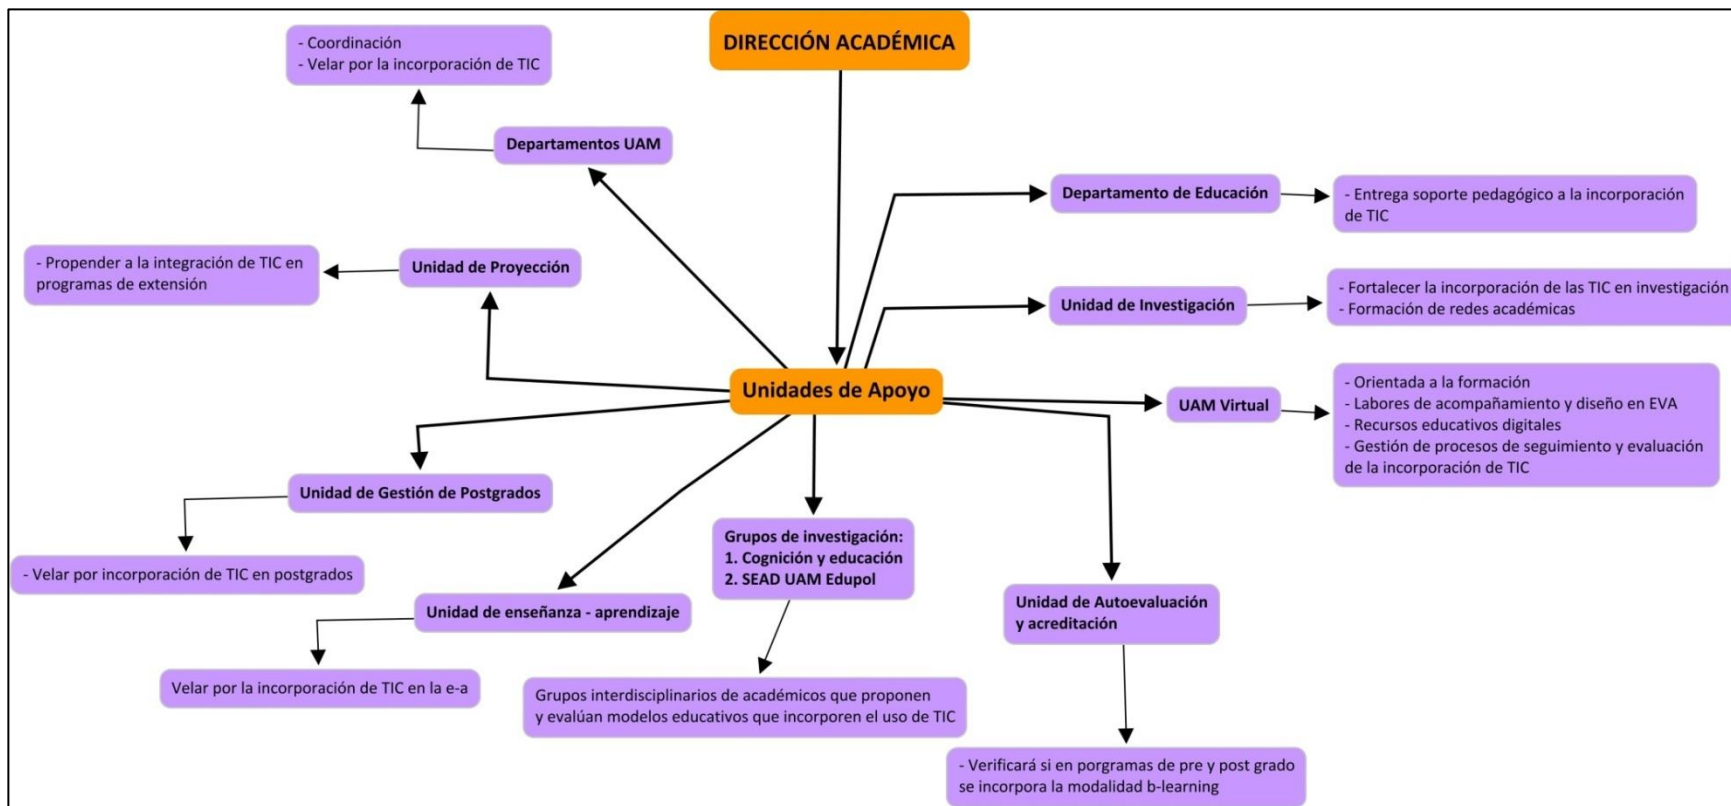 DIRECCIÓN ACADÉMICA
- Coordinación
- Velar por la incorporación de TIC
Departamentos UAM
Departamento de Educación
- Entrega soporte pedagógico a la incorporación
de TIC
- Propender a la integración de TIC en
programas de extensión
Unidad de Proyección
Unidad de Investigación
- Fortalecer la incorporación de las TIC en investigación
- Formación de redes académicas
Unidades de Apoyo
UAM Virtual
- Orientada a la formación
- Labores de acompañamiento y diseño en EVA
- Recursos educativos digitales
- Gestión de procesos de seguimiento y evaluación
de la incorporación de TIC
Unidad de Gestión de Postgrados
- Velar por incorporación de TIC en postgrados
Grupos de investigación:
1. Cognición y educación
2. SEAD UAM Edupol
Unidad de enseñanza - aprendizaje
Unidad de Autoevaluación
y acreditación
Velar por la incorporación de TIC en la e-a
Grupos interdisciplinarios de académicos que proponen
y evalúan modelos educativos que incorporen el uso de TIC
- Verificará si en porgramas de pre y post grado
se incorpora la modalidad b-learning